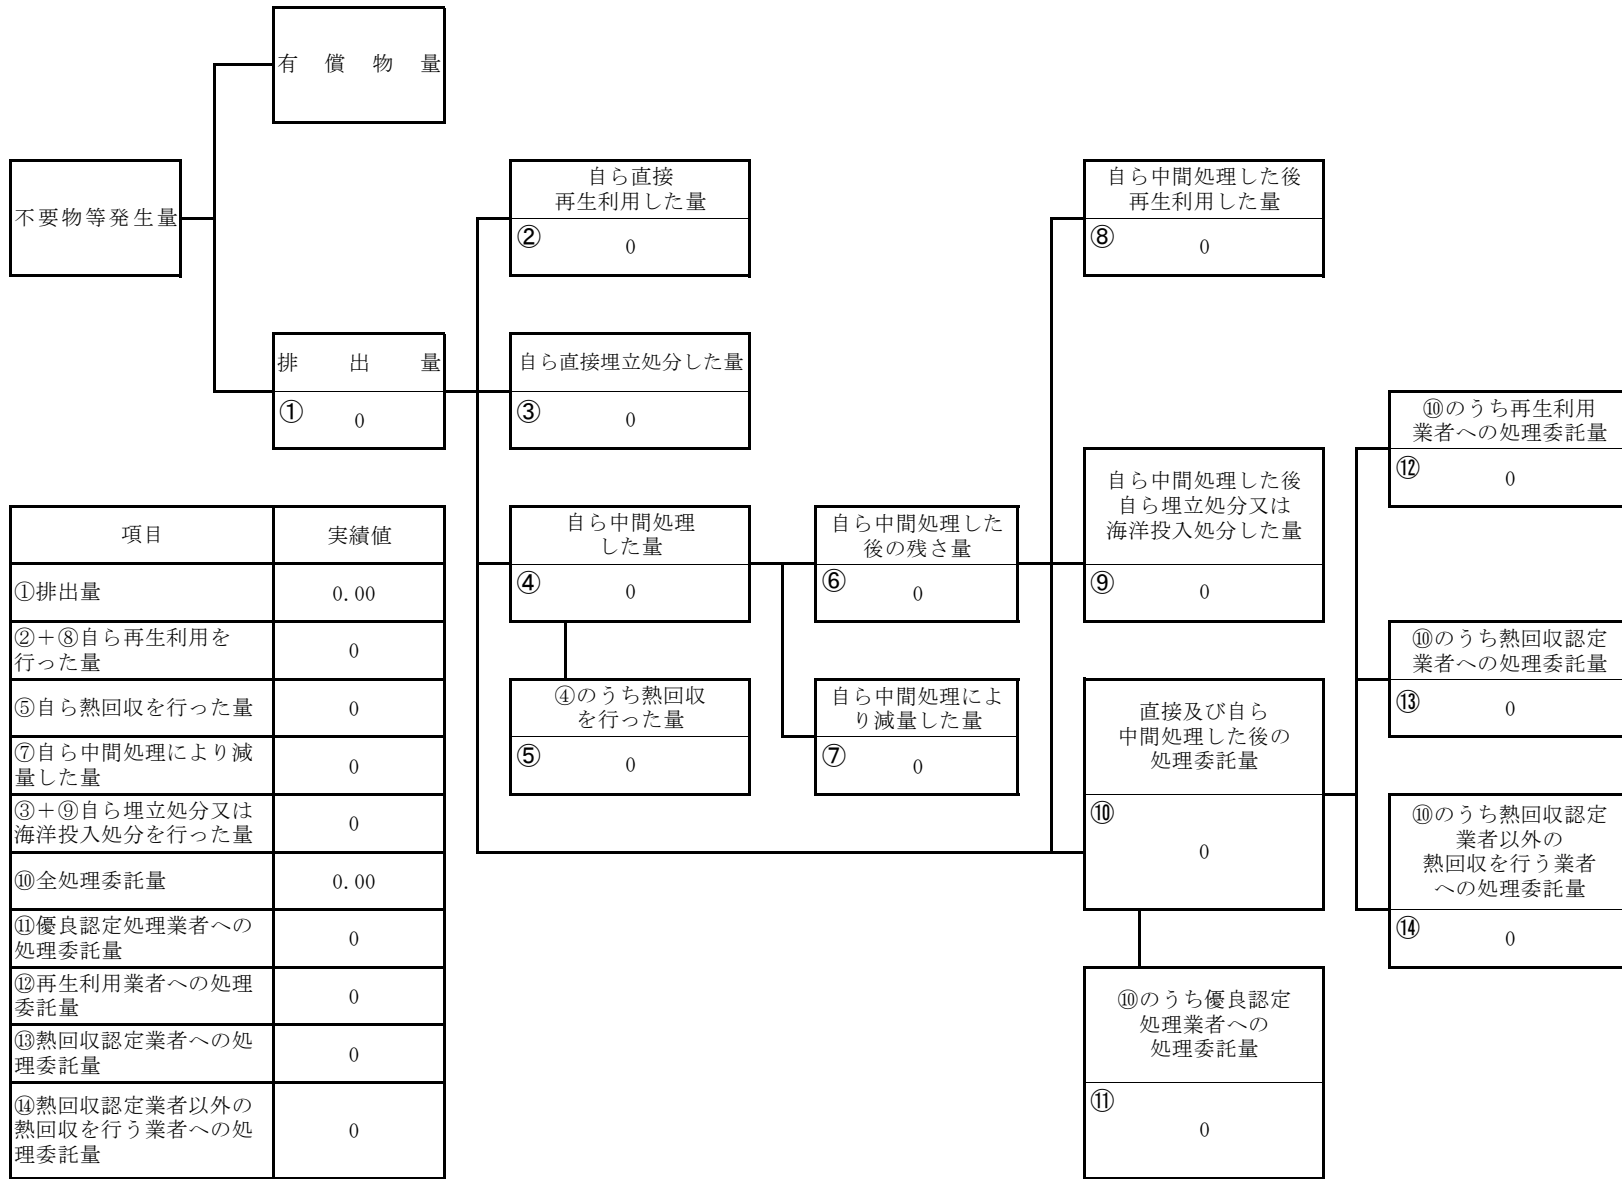 有償物量
不要物等発生量
排出量
①
0
自ら直接
再生利用した量
②
0
自ら直接埋立処分した量
③
0
自ら中間処理
した量
④
0
④のうち熱回収
を行った量
⑤
0
自ら中間処理した
後の残さ量
⑥
0
自ら中間処理によ
り減量した量
⑦
0
自ら中間処理した後
再生利用した量
⑧
0
自ら中間処理した後
自ら埋立処分又は
海洋投入処分した量
⑨
0
直接及び自ら
中間処理した後の
処理委託量
⑩
0
⑩のうち優良認定
処理業者への
処理委託量
⑪
0
⑩のうち再生利用
業者への処理委託量
⑫
0
⑩のうち熱回収認定
業者への処理委託量
⑬
0
⑩のうち熱回収認定
業者以外の
熱回収を行う業者
への処理委託量
⑭
0
項目 実績値
①排出量 0.00
②＋⑧自ら再生利用を
行った量 0
⑤自ら熱回収を行った量 0
⑦自ら中間処理により減
量した量 0
③＋⑨自ら埋立処分又は
海洋投入処分を行った量 0
⑩全処理委託量 0.00
⑪優良認定処理業者への
処理委託量 0
⑫再生利用業者への処理
委託量 0
⑬熱回収認定業者への処
理委託量 0
⑭熱回収認定業者以外の
熱回収を行う業者への処
理委託量 0